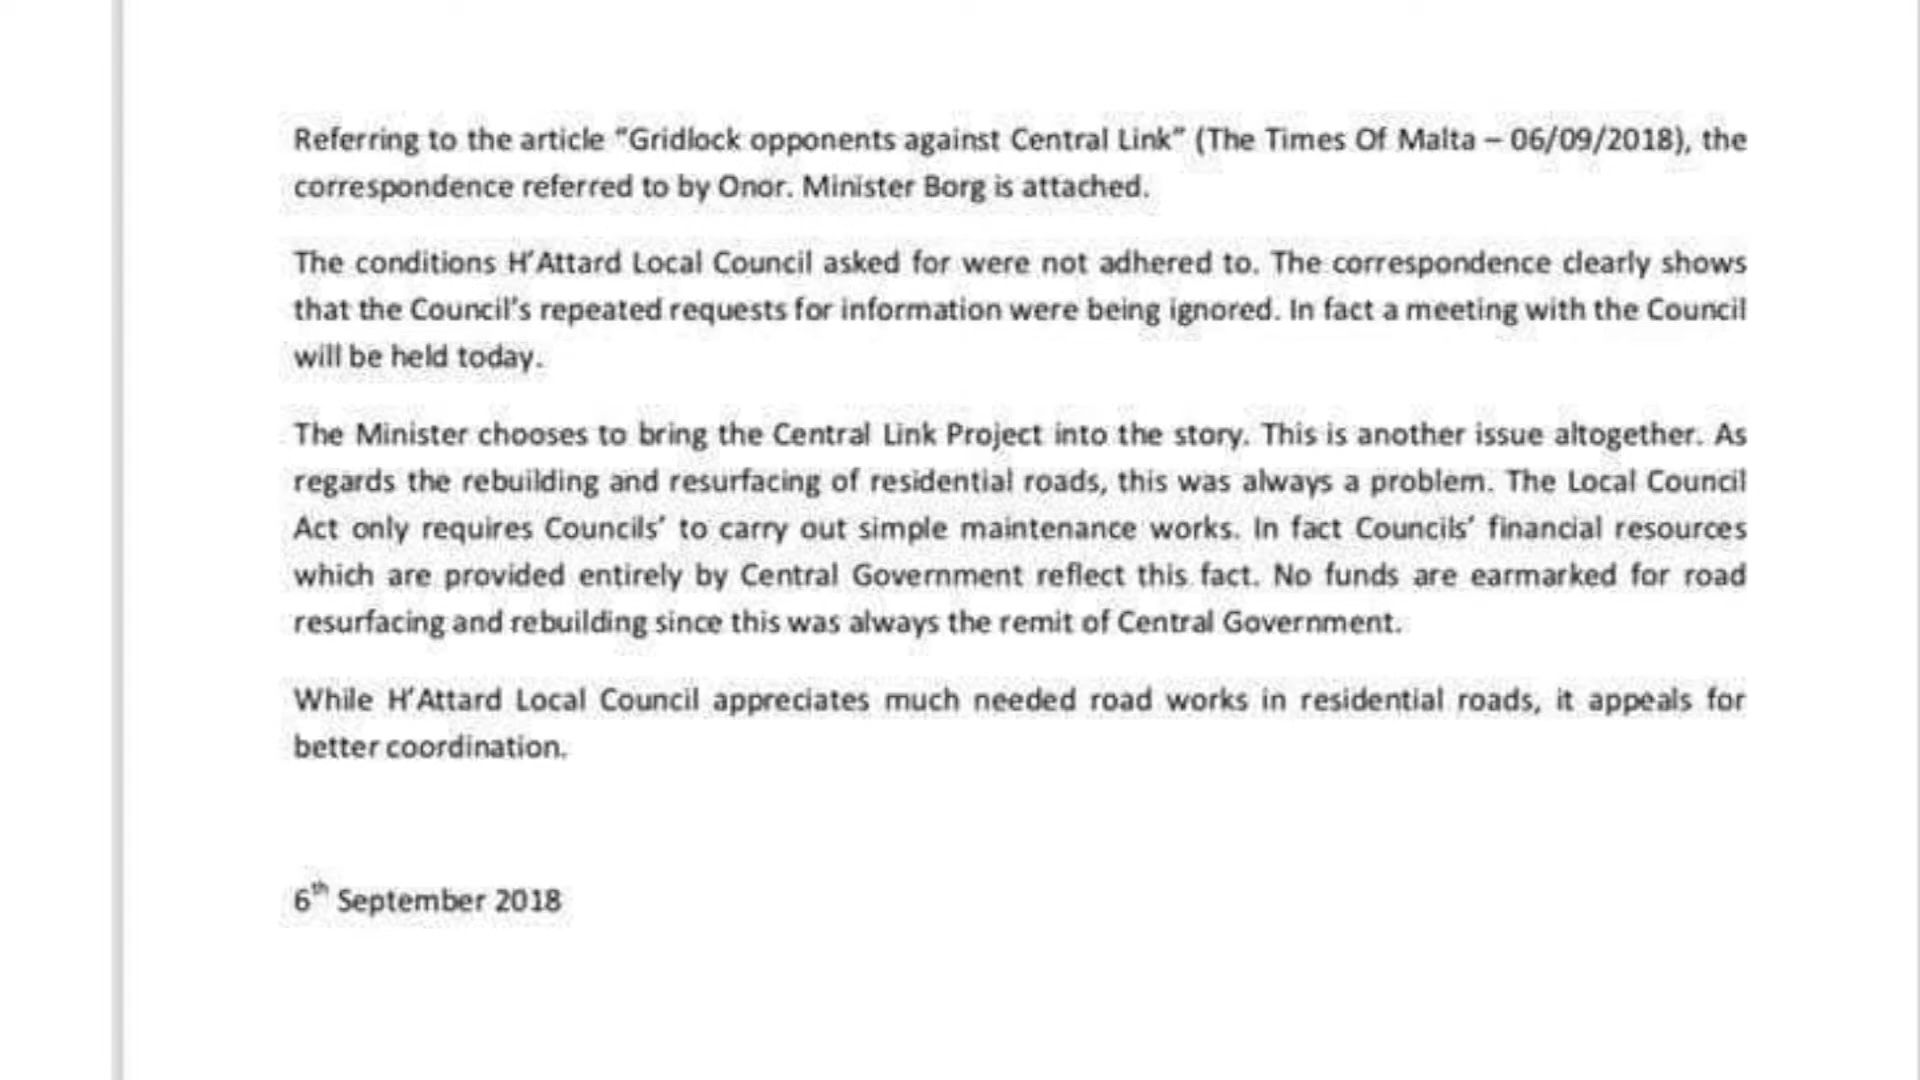 Referring to the article “Gridlock opponents against Central Link” (The Times Of Malta – 06/09/2018), the
correspondence referred to by Onor. Minister Borg is attached.
The conditions H’Attard Local Council asked for were not adhered to. The correspondence clearly shows
that the Council’s repeated requests for information were being ignored. In fact a meeting with the Council
will be held today.
The Minister chooses to bring the Central Link Project into the story. This is another issue altogether. As
regards the rebuilding and resurfacing of residential roads, this was always a problem. The Local Council
Act only requires Councils’ to carry out simple maintenance works. In fact Councils’ financial resources
which are provided entirely by Central Government reflect this fact. No funds are earmarked for road
resurfacing and rebuilding since this was always the remit of Central Government.
While H’Attard Local Council appreciates much needed road works in residential roads, it appeals for
better coordination.
6th September 2018